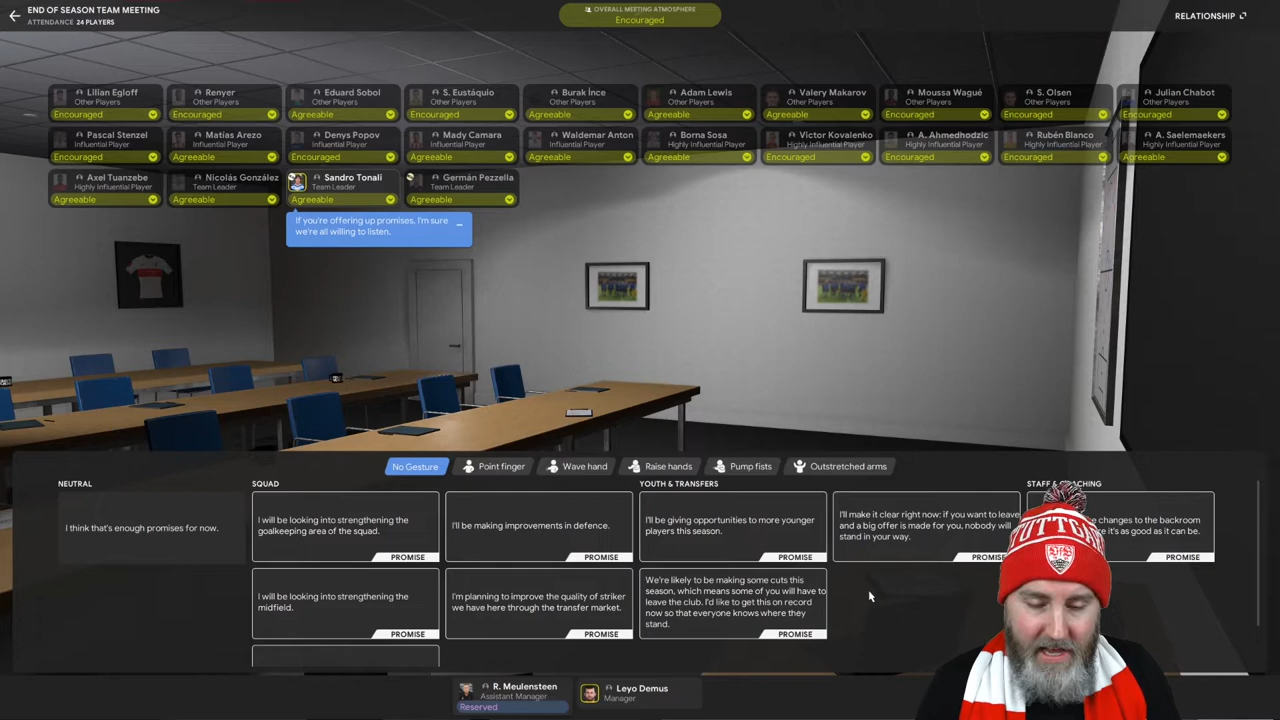 END OF SEASON TEAM MEETING
ATTENDANCE 24 PLAYERS
OVERALL MEETING ATMOSPHERE
Encouraged
RELATIONSHIP
Lilian Egloff
Other Players
Encouraged
Renyer
Other Players
Encouraged
Eduard Sobol
Other Players
Agreeable
S. Eustáquio
Other Players
Encouraged
Burak İnce
Other Players
Encouraged
Adam Lewis
Other Players
Encouraged
Valery Makarov
Other Players
Encouraged
Moussa Wagué
Other Players
Encouraged
S. Olsen
Other Players
Encouraged
Julian Chabot
Other Players
Encouraged
Pascal Stenzel
Influential Player
Encouraged
Matías Arezo
Influential Player
Agreeable
Denys Popov
Influential Player
Encouraged
Mady Camara
Influential Player
Agreeable
Waldemar Anton
Influential Player
Agreeable
Borna Sosa
Highly Influential Player
Agreeable
Victor Kovalenko
Highly Influential Player
Encouraged
A. Ahmedhodzic
Highly Influential Player
Encouraged
Rubén Blanco
Highly Influential Player
Encouraged
A. Saelemaekers
Highly Influential Player
Agreeable
Axel Tuanzebe
Highly Influential Player
Agreeable
Nicolás González
Team Leader
Agreeable
Sandro Tonali
Team Leader
Agreeable
Germán Pezzella
Team Leader
Agreeable
If you're offering up promises, I'm sure
we're all willing to listen.
No Gesture
Point finger
Wave hand
Raise hands
Pump fists
Outstretched arms
NEUTRAL
SQUAD
YOUTH & TRANSFERS
STAFF & COACHING
I think that's enough promises for now.
I will be looking into strengthening the
goalkeeping area of the squad.
PROMISE
I'll be making improvements in defence.
PROMISE
I'll be giving opportunities to more younger
players this season.
PROMISE
I'll make it clear right now: if you want to leave
and a big offer is made for you, nobody will
stand in your way.
PROMISE
changes to the backroom
it's as good as it can be.
PROMISE
I will be looking into strengthening the
midfield.
PROMISE
I'm planning to improve the quality of striker
we have here through the transfer market.
PROMISE
We're likely to be making some cuts this
season, which means some of you will have to
leave the club. I'd like to get this on record
now so that everyone knows where they
stand.
PROMISE
R. Meulensteen
Assistant Manager
Reserved
Leyo Demus
Manager
STUTTGAR